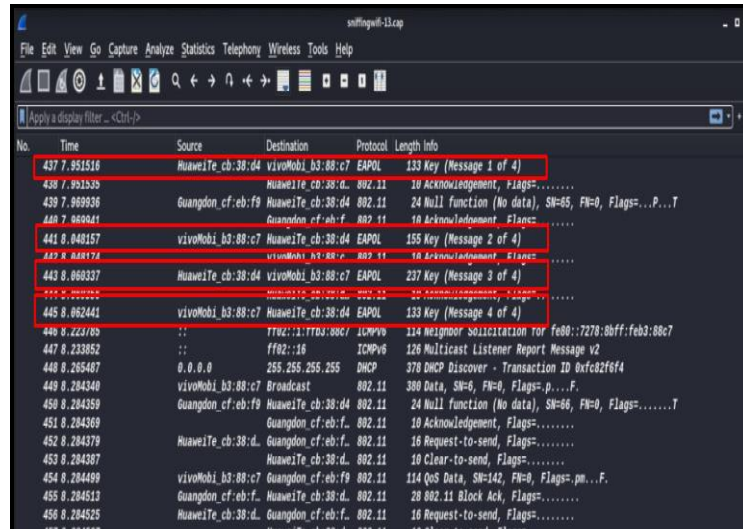 sniffingwifi-13.cap
File Edit View Go Capture Analyze Statistics Telephony Wireless Tools Help
Apply a display filter ... <Ctrl-/>
No. Time Source Destination Protocol Length Info
437 7.951516 HuaweiTe_cb:38:d4 vivoMobi_b3:88:c7 EAPOL 133 Key (Message 1 of 4)
438 7.951535 HuaweiTe_cb:38:d… 802.11 10 Acknowledgement, Flags=........
439 7.969936 Guangdon_cf:eb:f9 HuaweiTe_cb:38:d4 802.11 24 Null function (No data), SN=65, FN=0, Flags=...P...T
440 7.969941 Guangdon_cf:eb:f… 802.11 10 Acknowledgement, Flags=........
441 8.048157 vivoMobi_b3:88:c7 HuaweiTe_cb:38:d4 EAPOL 155 Key (Message 2 of 4)
442 8.048174 vivoMobi_b3:88:c… 802.11 10 Acknowledgement, Flags=........
443 8.060337 HuaweiTe_cb:38:d4 vivoMobi_b3:88:c7 EAPOL 237 Key (Message 3 of 4)
445 8.062441 vivoMobi_b3:88:c7 HuaweiTe_cb:38:d4 EAPOL 133 Key (Message 4 of 4)
446 8.223785 :: ff02::1:ffb3:88c7 ICMPv6 114 Neighbor Solicitation for fe80::7278:8bff:feb3:88c7
447 8.233852 :: ff02::16 ICMPv6 126 Multicast Listener Report Message v2
448 8.265487 0.0.0.0 255.255.255.255 DHCP 378 DHCP Discover - Transaction ID 0xfc82f6f4
449 8.284340 vivoMobi_b3:88:c7 Broadcast 802.11 380 Data, SN=6, FN=0, Flags=.p....F.
450 8.284359 Guangdon_cf:eb:f9 HuaweiTe_cb:38:d4 802.11 24 Null function (No data), SN=66, FN=0, Flags=.......T
451 8.284369 Guangdon_cf:eb:f… 802.11 10 Acknowledgement, Flags=........
452 8.284379 HuaweiTe_cb:38:d… Guangdon_cf:eb:f… 802.11 16 Request-to-send, Flags=........
453 8.284387 HuaweiTe_cb:38:d… 802.11 10 Clear-to-send, Flags=........
454 8.284499 vivoMobi_b3:88:c7 Guangdon_cf:eb:f9 802.11 114 QoS Data, SN=142, FN=0, Flags=.pm...F.
455 8.284513 Guangdon_cf:eb:f… HuaweiTe_cb:38:d… 802.11 28 802.11 Block Ack, Flags=........
456 8.284525 HuaweiTe_cb:38:d… Guangdon_cf:eb:f… 802.11 16 Request-to-send, Flags=........